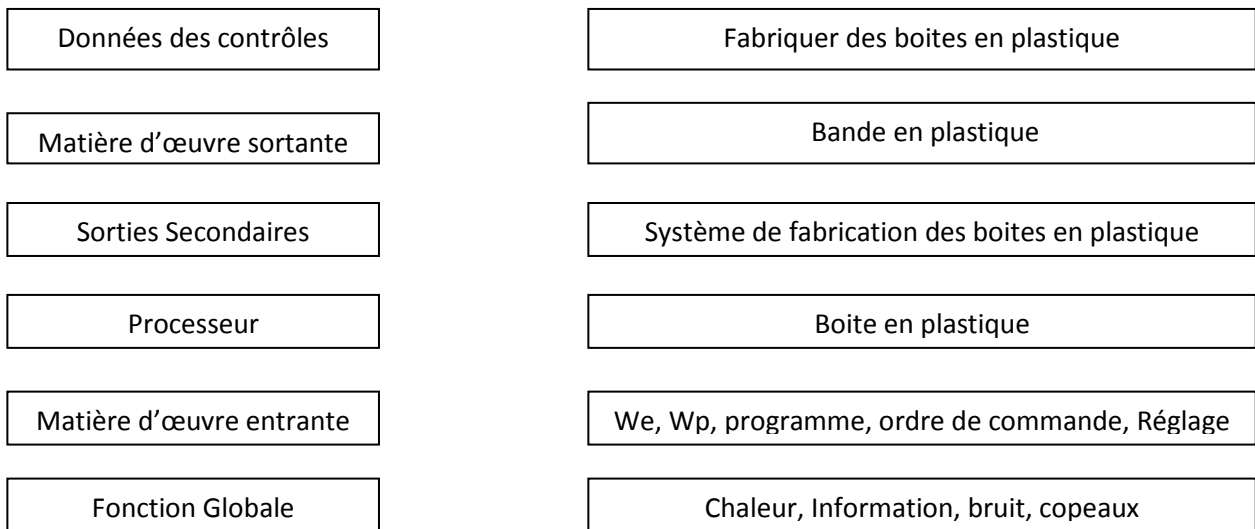 Données des contrôles
Fabriquer des boites en plastique
Matière d'œuvre sortante
Bande en plastique
Sorties Secondaires
Système de fabrication des boites en plastique
Processeur
Boite en plastique
Matière d'œuvre entrante
We, Wp, programme, ordre de commande, Réglage
Fonction Globale
Chaleur, Information, bruit, copeaux